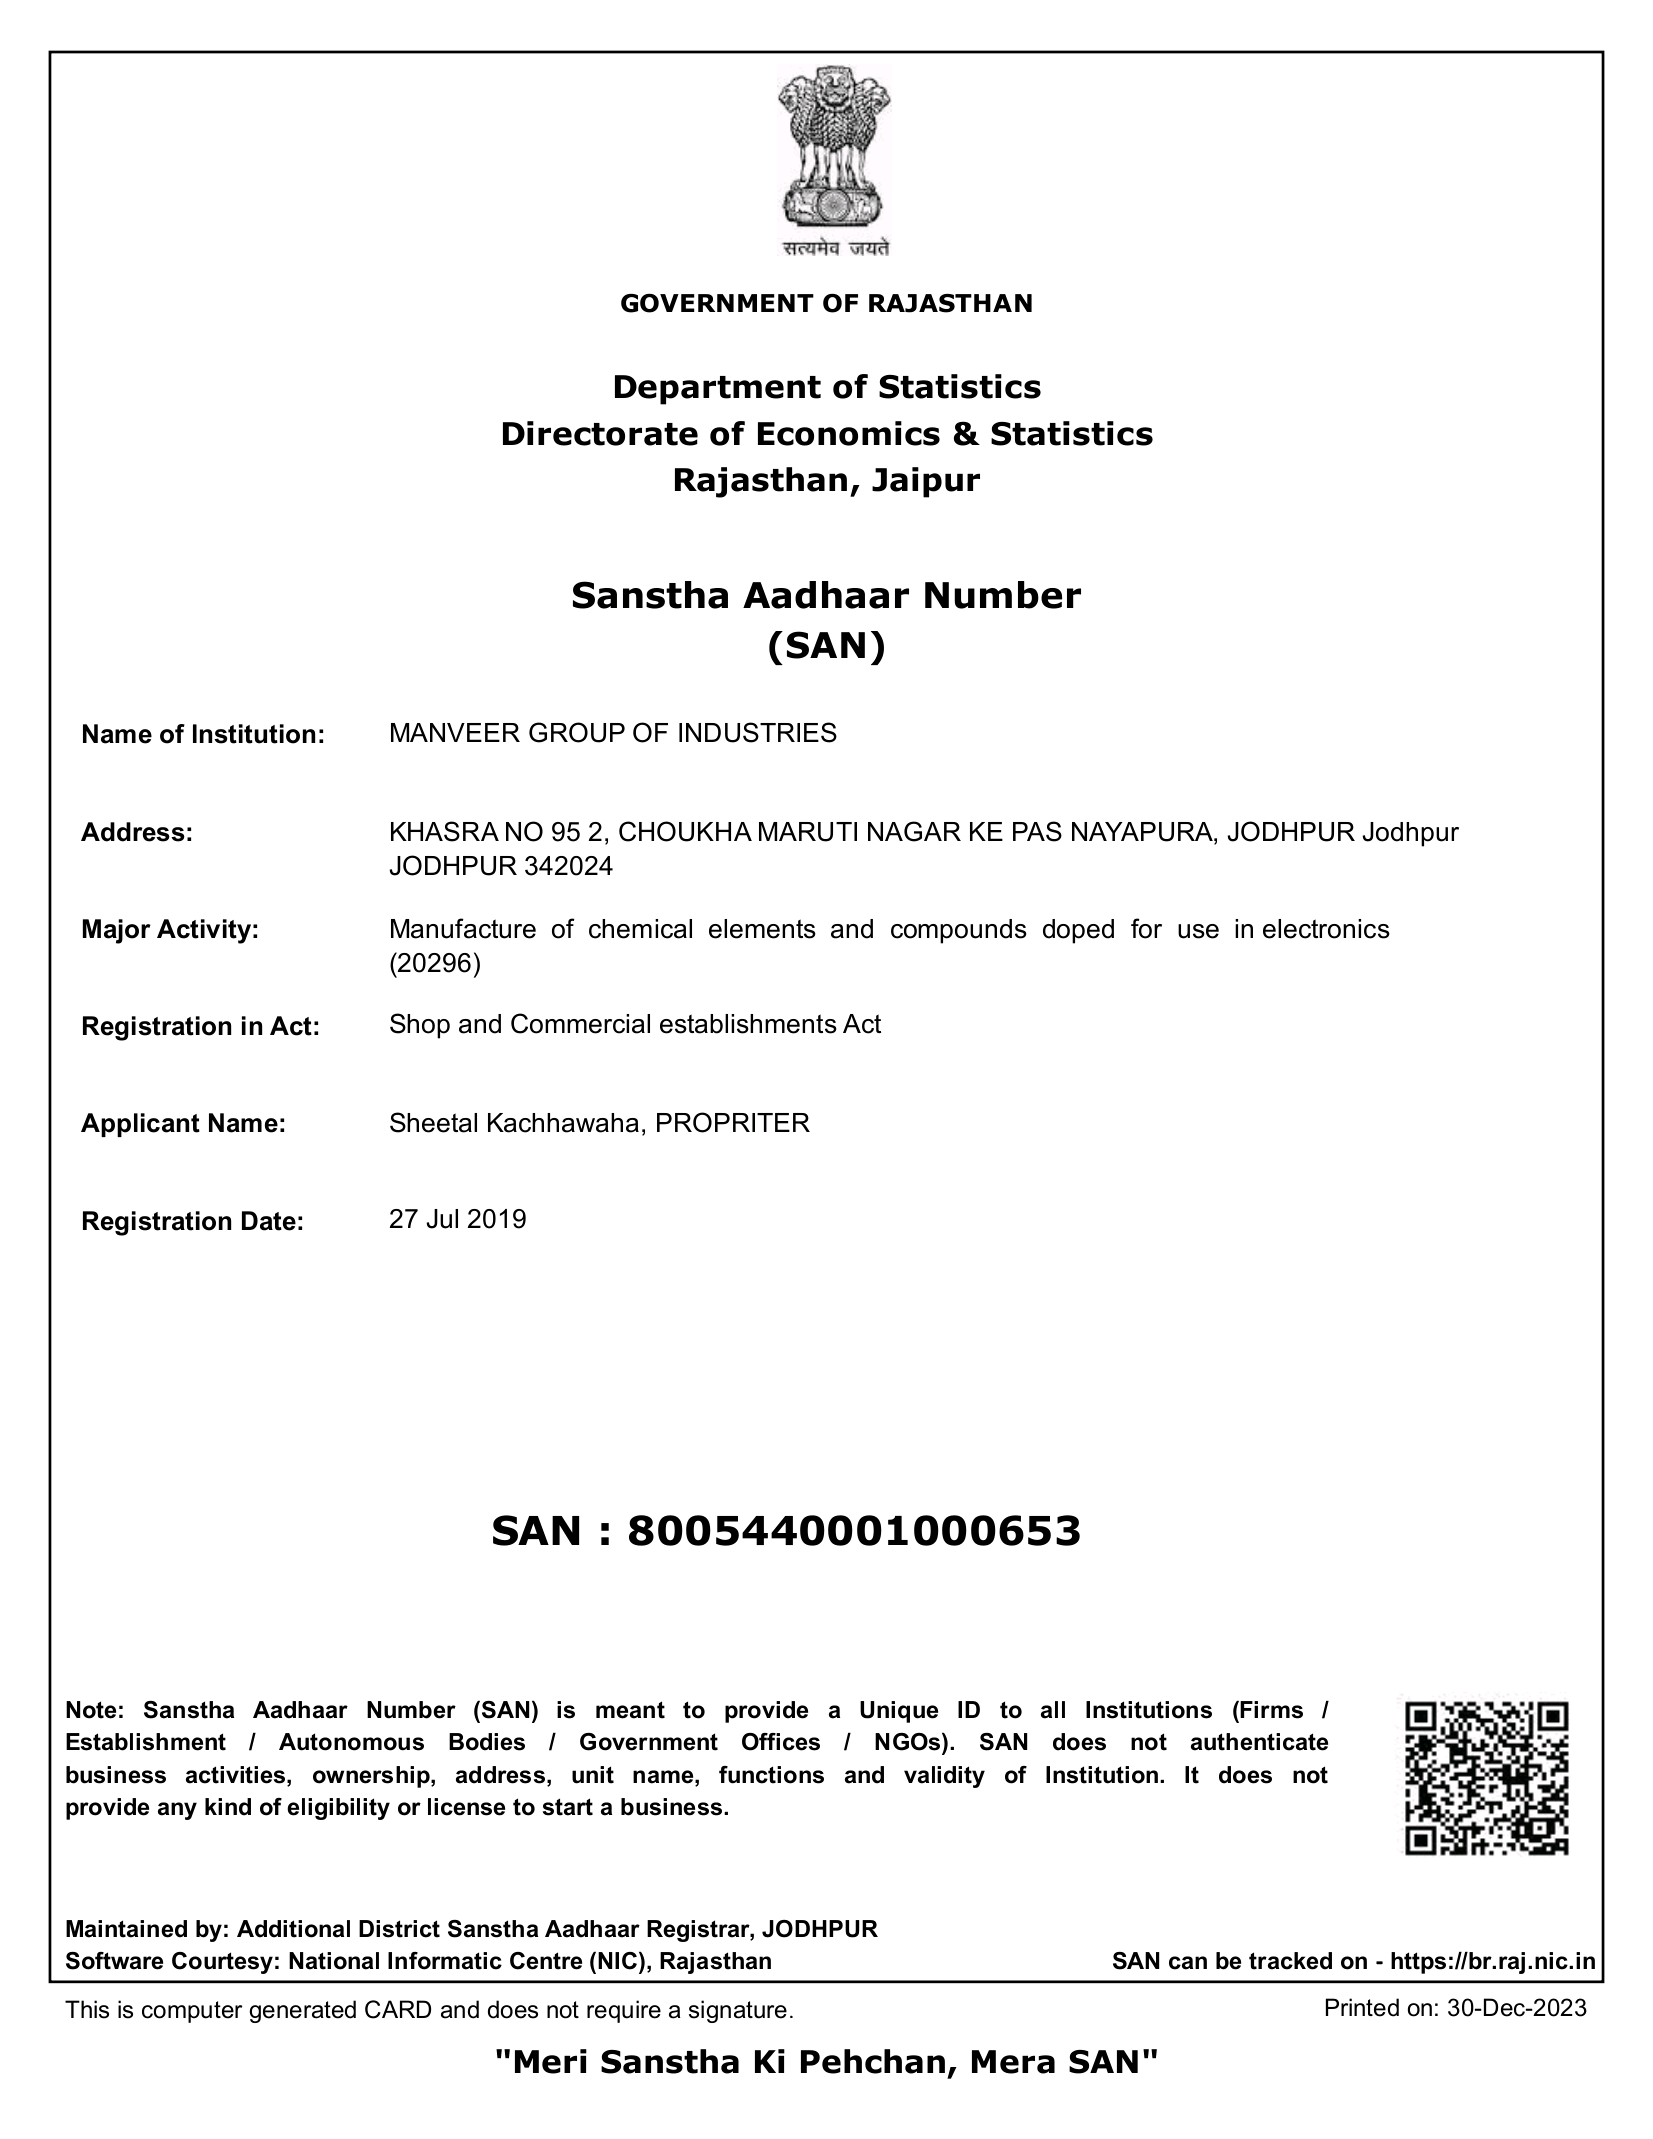 सत्यमेव जयते
GOVERNMENT OF RAJASTHAN
Department of Statistics
Directorate of Economics & Statistics
Rajasthan, Jaipur
Sanstha Aadhaar Number
(SAN)
Name of Institution: MANVEER GROUP OF INDUSTRIES
Address: KHASRA NO 95 2, CHOUKHA MARUTI NAGAR KE PAS NAYAPURA, JODHPUR Jodhpur
JODHPUR 342024
Major Activity: Manufacture of chemical elements and compounds doped for use in electronics
(20296)
Registration in Act: Shop and Commercial establishments Act
Applicant Name: Sheetal Kachhawaha, PROPRITER
Registration Date: 27 Jul 2019
SAN : 8005440001000653
Note: Sanstha Aadhaar Number (SAN) is meant to provide a Unique ID to all Institutions (Firms /
Establishment / Autonomous Bodies / Government Offices / NGOs). SAN does not authenticate
business activities, ownership, address, unit name, functions and validity of Institution. It does not
provide any kind of eligibility or license to start a business.
Maintained by: Additional District Sanstha Aadhaar Registrar, JODHPUR
Software Courtesy: National Informatic Centre (NIC), Rajasthan SAN can be tracked on - https://br.raj.nic.in
This is computer generated CARD and does not require a signature. Printed on: 30-Dec-2023
"Meri Sanstha Ki Pehchan, Mera SAN"